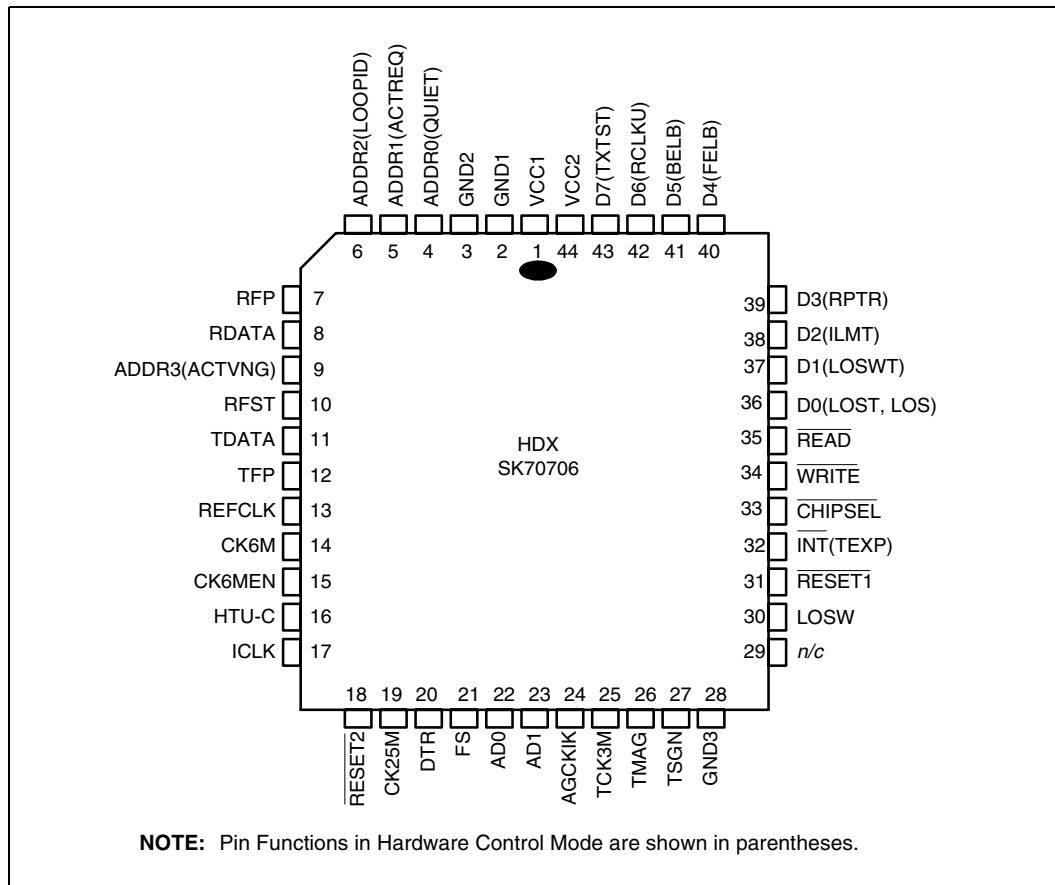 ADDR2(LOOPID)
ADDR1(ACTREQ)
ADDR0(QUIET)
GND2
GND1
VCC1
VCC2
D7(TXTST)
D6(RCLKU)
D5(BELB)
D4(FELB)
6 5 4 3 2 1 44 43 42 41 40
RFP 7
RDATA 8
ADDR3(ACTVNG) 9
RFST 10
TDATA 11
TFP 12
REFCLK 13
CK6M 14
CK6MEN 15
HTU-C 16
ICLK 17
HDX
SK70706
39 D3(RPTR)
38 D2(ILMT)
37 D1(LOSWT)
36 D0(LOST, LOS)
35 READ
34 WRITE
33 CHIPSEL
32 INT(TEXP)
31 RESET1
30 LOSW
29 n/c
18 19 20 21 22 23 24 25 26 27 28
RESET2
CK25M
DTR
FS
AD0
AD1
AGCKIK
TCK3M
TMAG
TSGN
GND3
NOTE: Pin Functions in Hardware Control Mode are shown in parentheses.